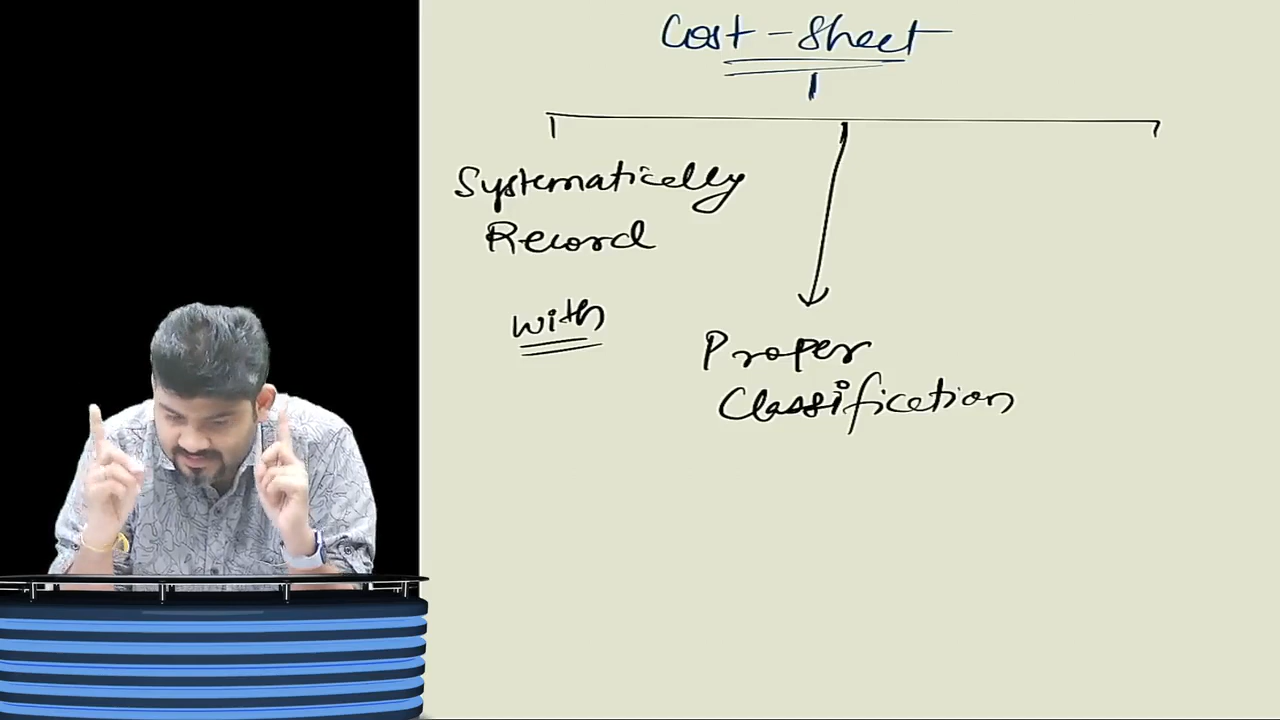 Cost-Sheet
Systematically
Record
with
Proper
Classification